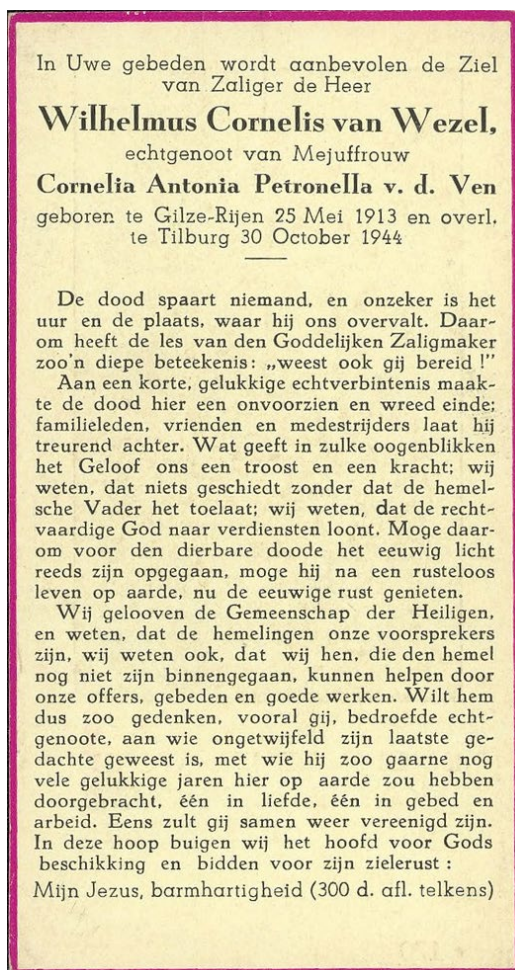 In Uwe gebeden wordt aanbevolen de Ziel
van Zaliger de Heer
Wilhelmus Cornelis van Wezel,
echtgenoot van Mejuffrouw
Cornelia Antonia Petronella v. d. Ven
geboren te Gilze-Rijen 25 Mei 1913 en overl.
te Tilburg 30 October 1944
De dood spaart niemand, en onzeker is het
uur en de plaats, waar hij ons overvalt. Daar-
om heeft de les van den Goddelijken Zaligmaker
zoo'n diepe beteekenis: „weest ook gij bereid !"
Aan een korte, gelukkige echtverbintenis maak-
te de dood hier een onvoorzien en wreed einde;
familieleden, vrienden en medestrijders laat hij
treurend achter. Wat geeft in zulke oogenblikken
het Geloof ons een troost en een kracht; wij
weten, dat niets geschiedt zonder dat de hemel-
sche Vader het toelaat; wij weten, dat de recht-
vaardige God naar verdiensten loont. Moge daar-
om voor den dierbare doode het eeuwig licht
reeds zijn opgegaan, moge hij na een rusteloos
leven op aarde, nu de eeuwige rust genieten.
Wij gelooven de Gemeenschap der Heiligen,
en weten, dat de hemelingen onze voorsprekers
zijn, wij weten ook, dat wij hen, die den hemel
nog niet zijn binnengegaan, kunnen helpen door
onze offers, gebeden en goede werken. Wilt hem
dus zoo gedenken, vooral gij, bedroefde echt-
genoote, aan wie ongetwijfeld zijn laatste ge-
dachte geweest is, met wie hij zoo gaarne nog
vele gelukkige jaren hier op aarde zou hebben
doorgebracht, één in liefde, één in gebed en
arbeid. Eens zult gij samen weer vereenigd zijn.
In deze hoop buigen wij het hoofd voor Gods
beschikking en bidden voor zijn zielerust :
Mijn Jezus, barmhartigheid (300 d. afl. telkens)